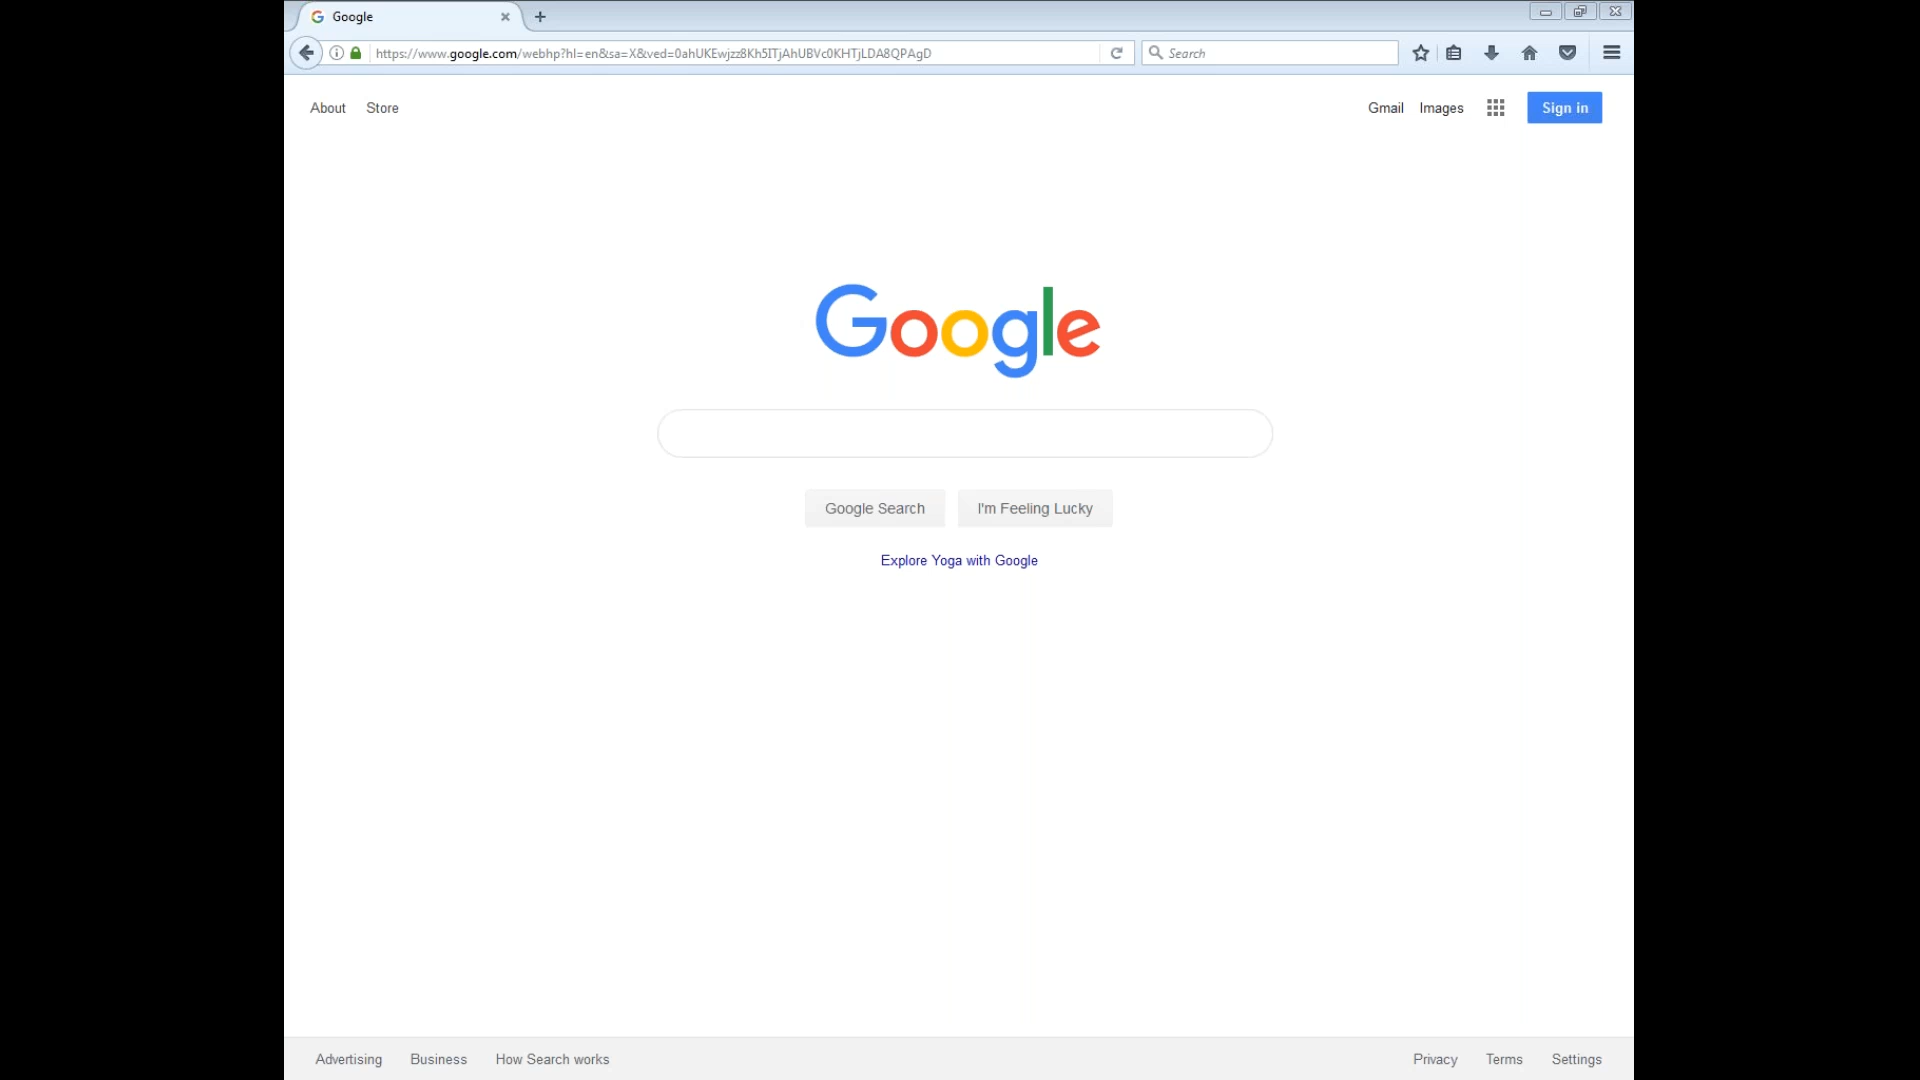 Google
https://www.google.com/webhp?hl=en&sa=X&ved=0ahUKEwjzz8Kh5ITjAhUBVc0KHTjLDA8QPAgD
Search
About Store
Gmail Images Sign in
Google
Google Search I'm Feeling Lucky
Explore Yoga with Google
Advertising Business How Search works
Privacy Terms Settings